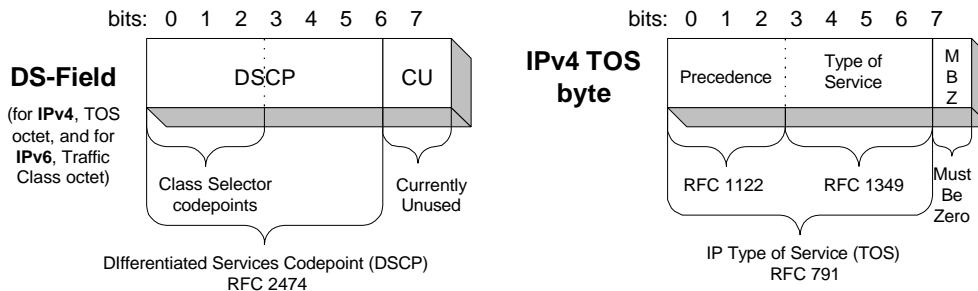 bits: 0 1 2 3 4 5 6 7
DS-Field
(for IPv4, TOS
octet, and for
IPv6, Traffic
Class octet)
DSCP
CU
Class Selector
codepoints
Currently
Unused
DIfferentiated Services Codepoint (DSCP)
RFC 2474
bits: 0 1 2 3 4 5 6 7
IPv4 TOS
byte
Precedence
Type of
Service
M
B
Z
RFC 1122
RFC 1349
Must
Be
Zero
IP Type of Service (TOS)
RFC 791